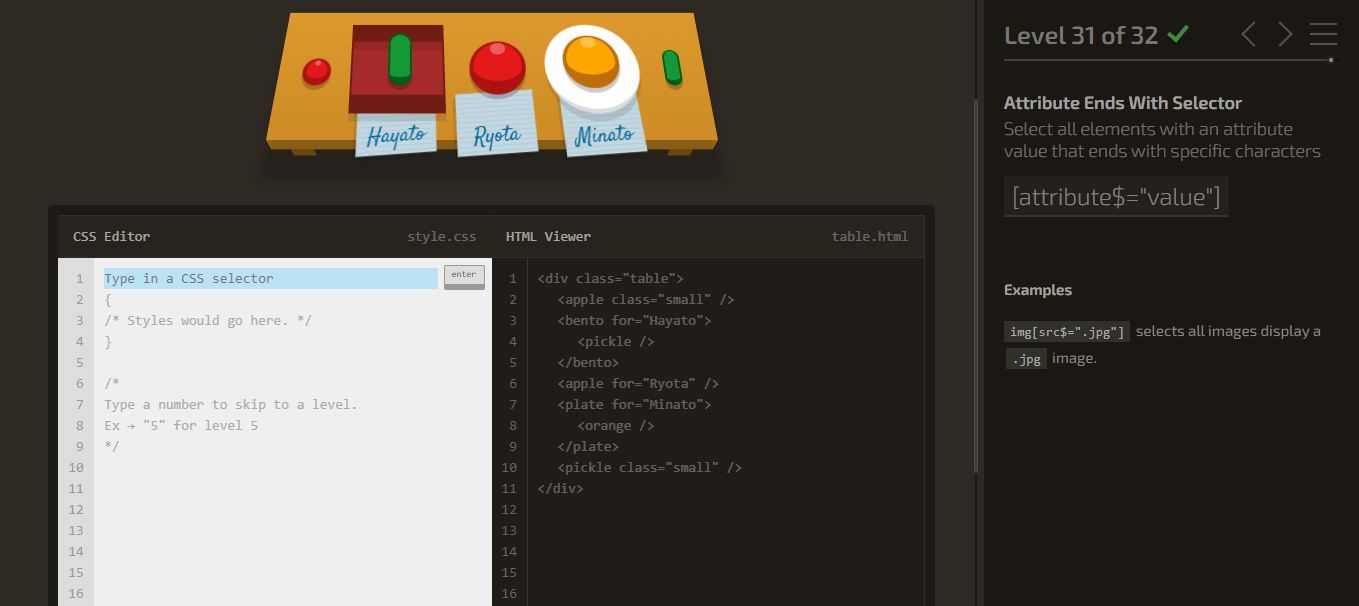 Hayato
Ryota
Minato
CSS Editor
style.css
HTML Viewer
table.html
1
2
3
4
5
6
7
8
9
10
11
12
13
14
15
16
Type in a CSS selector
enter
{
/* Styles would go here. */
}
/*
Type a number to skip to a level.
Ex → "5" for level 5
*/
1
2
3
4
5
6
7
8
9
10
11
12
13
14
15
16
<div class="table">
<apple class="small" />
<bento for="Hayato">
<pickle />
</bento>
<apple for="Ryota" />
<plate for="Minato">
<orange />
</plate>
<pickle class="small" />
</div>
Level 31 of 32
Attribute Ends With Selector
Select all elements with an attribute
value that ends with specific characters
[attribute$="value"]
Examples
img[src$=".jpg"] selects all images display a
.jpg image.